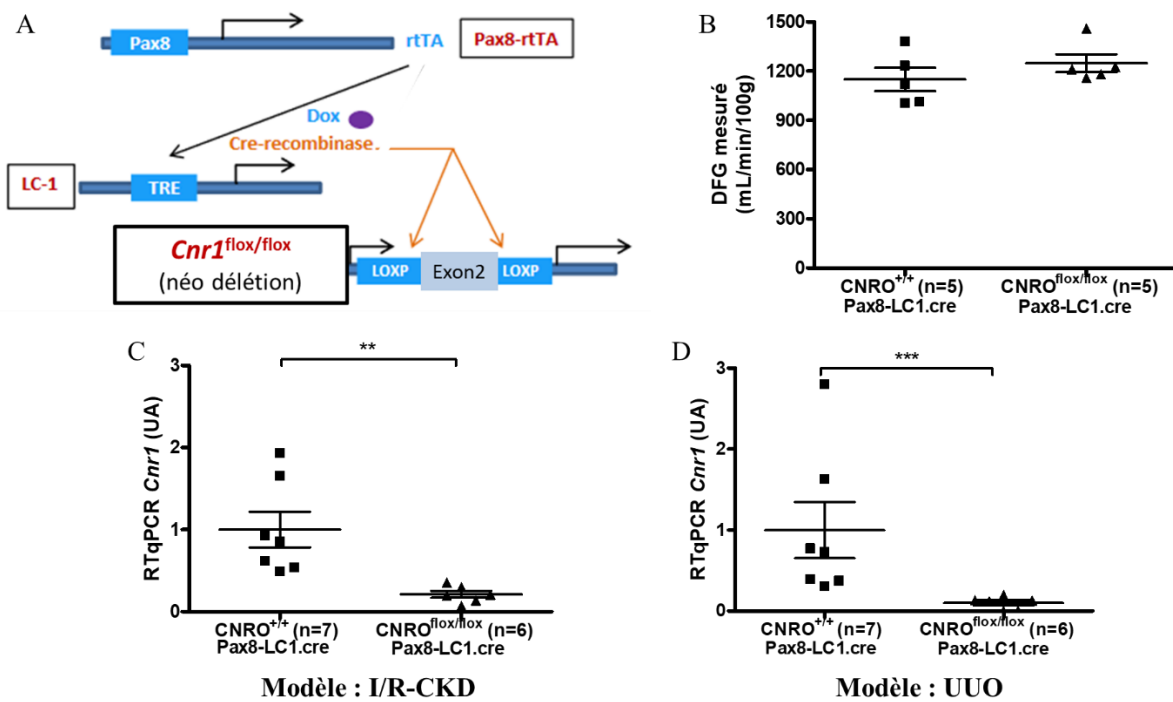 A
Pax8
rtTA
Pax8-rtTA
Dox
Cre-recombinase.
LC-1
TRE
Cnr1flox/flox
(néo délétion)
LOXP
Exon2
LOXP
B
DFG mesuré
(mL/min/100g)
1500
1200
900
600
300
0
CNRO+/+ (n=5)
Pax8-LC1.cre
CNROflox/flox (n=5)
Pax8-LC1.cre
C
**
RTqPCR Cnr1 (UA)
3
2
1
0
CNRO+/+ (n=7)
Pax8-LC1.cre
CNROflox/flox (n=6)
Pax8-LC1.cre
Modèle : I/R-CKD
D
***
RTqPCR Cnr1 (UA)
3
2
1
0
CNRO+/+ (n=7)
Pax8-LC1.cre
CNROflox/flox (n=6)
Pax8-LC1.cre
Modèle : UUO